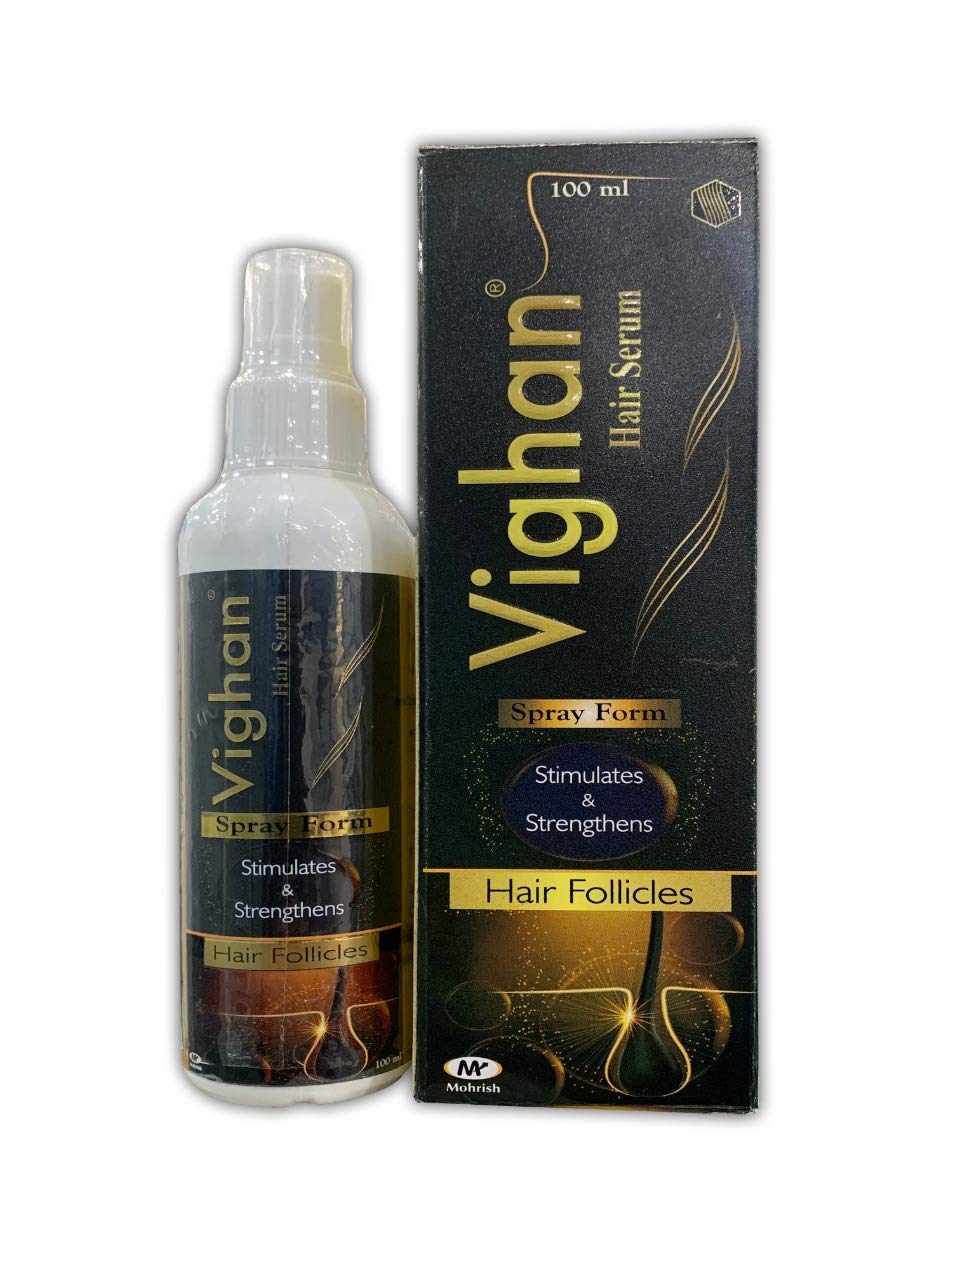 Vighan®
Hair Serum
Spray Form
Stimulates
&
Strengthens
Hair Follicles
Mohrish
100 ml
100 ml
Vighan®
Hair Serum
Spray Form
Stimulates
&
Strengthens
Hair Follicles
Mohrish